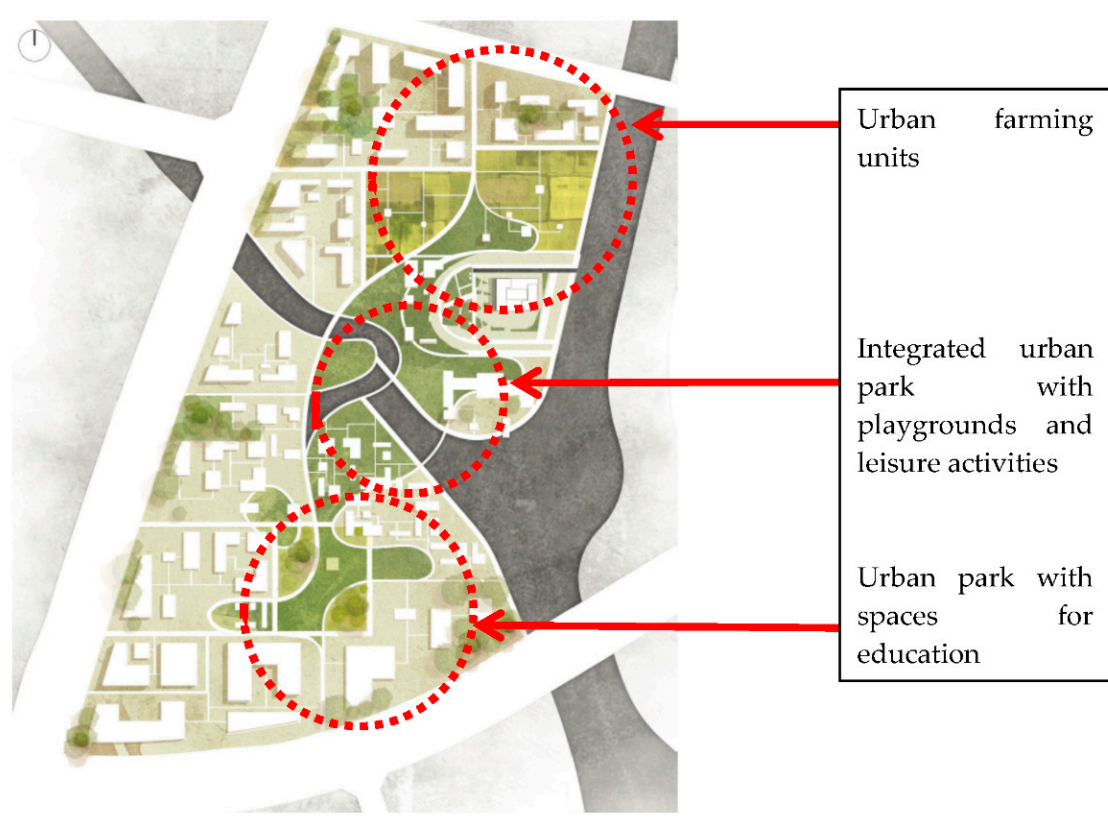 Urban farming
units
Integrated urban
park with
playgrounds and
leisure activities
Urban park with
spaces for
education